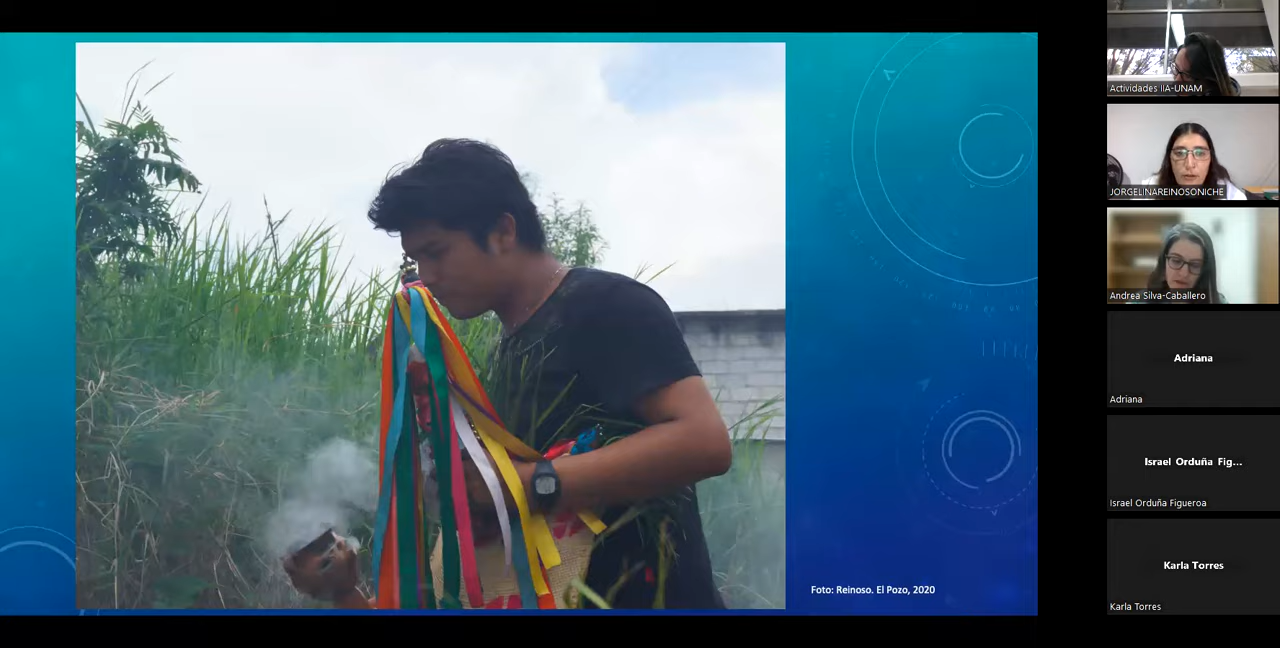 Foto: Reinoso. El Pozo, 2020
Actividades IIA-UNAM
JORGELINAREINOSONICHE
Andrea Silva-Caballero
Adriana
Adriana
Israel Orduña Fig...
Israel Orduña Figueroa
Karla Torres
Karla Torres